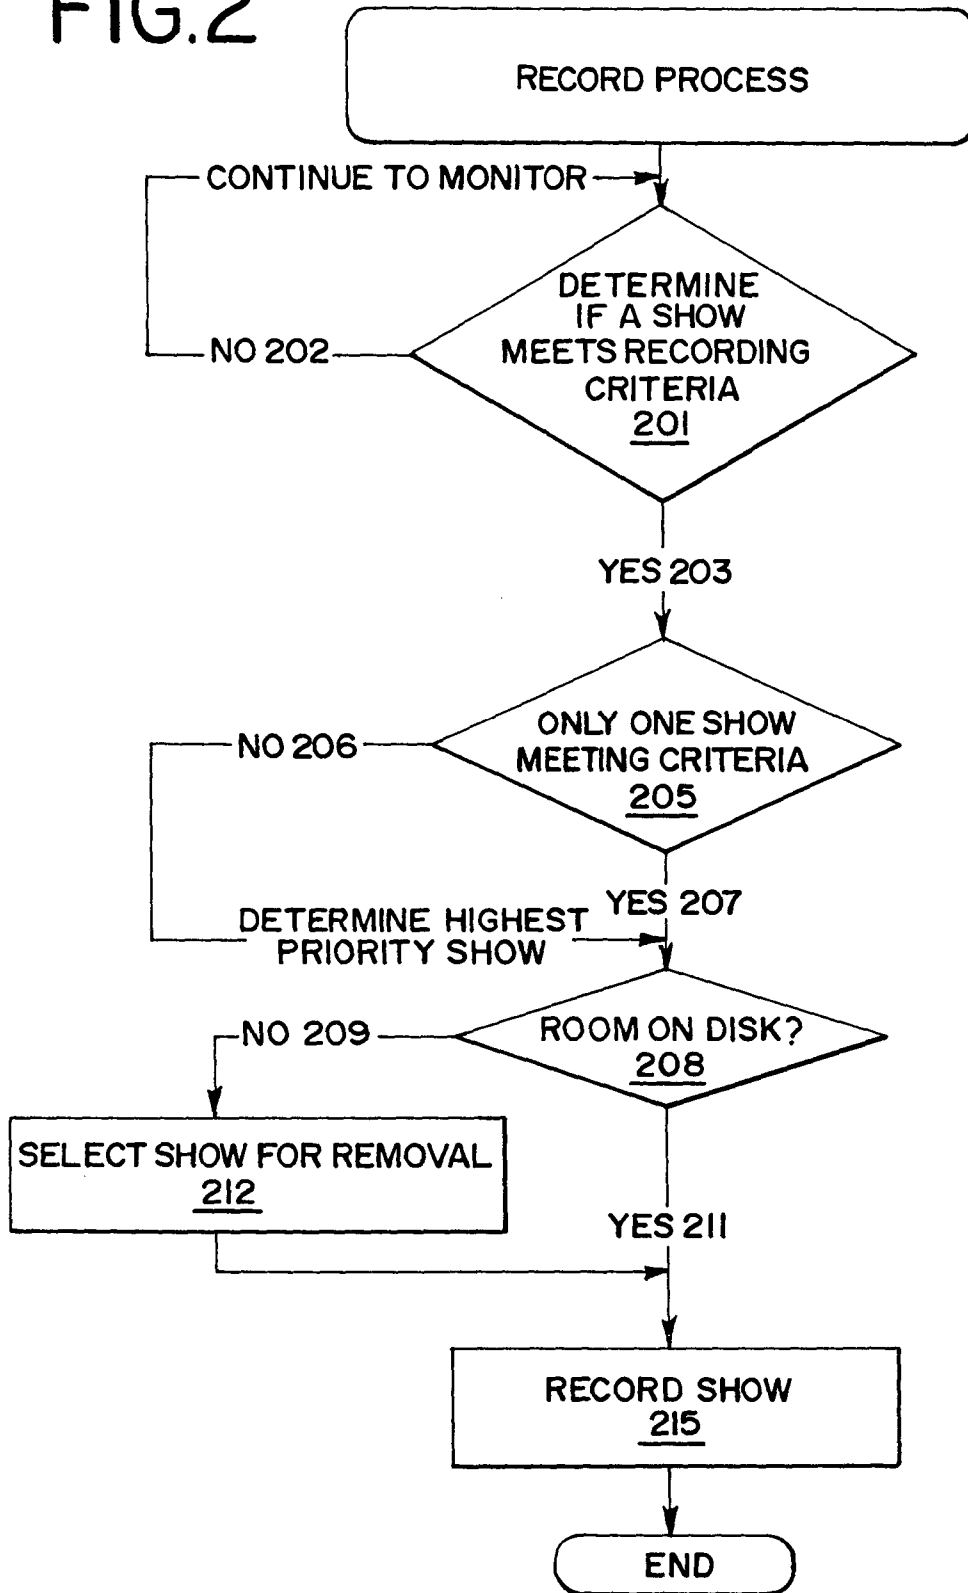 FIG.2
RECORD PROCESS
CONTINUE TO MONITOR
DETERMINE
IF A SHOW
MEETS RECORDING
CRITERIA
201
NO 202
YES 203
ONLY ONE SHOW
MEETING CRITERIA
205
NO 206
YES 207
DETERMINE HIGHEST
PRIORITY SHOW
ROOM ON DISK?
208
NO 209
SELECT SHOW FOR REMOVAL
212
YES 211
RECORD SHOW
215
END